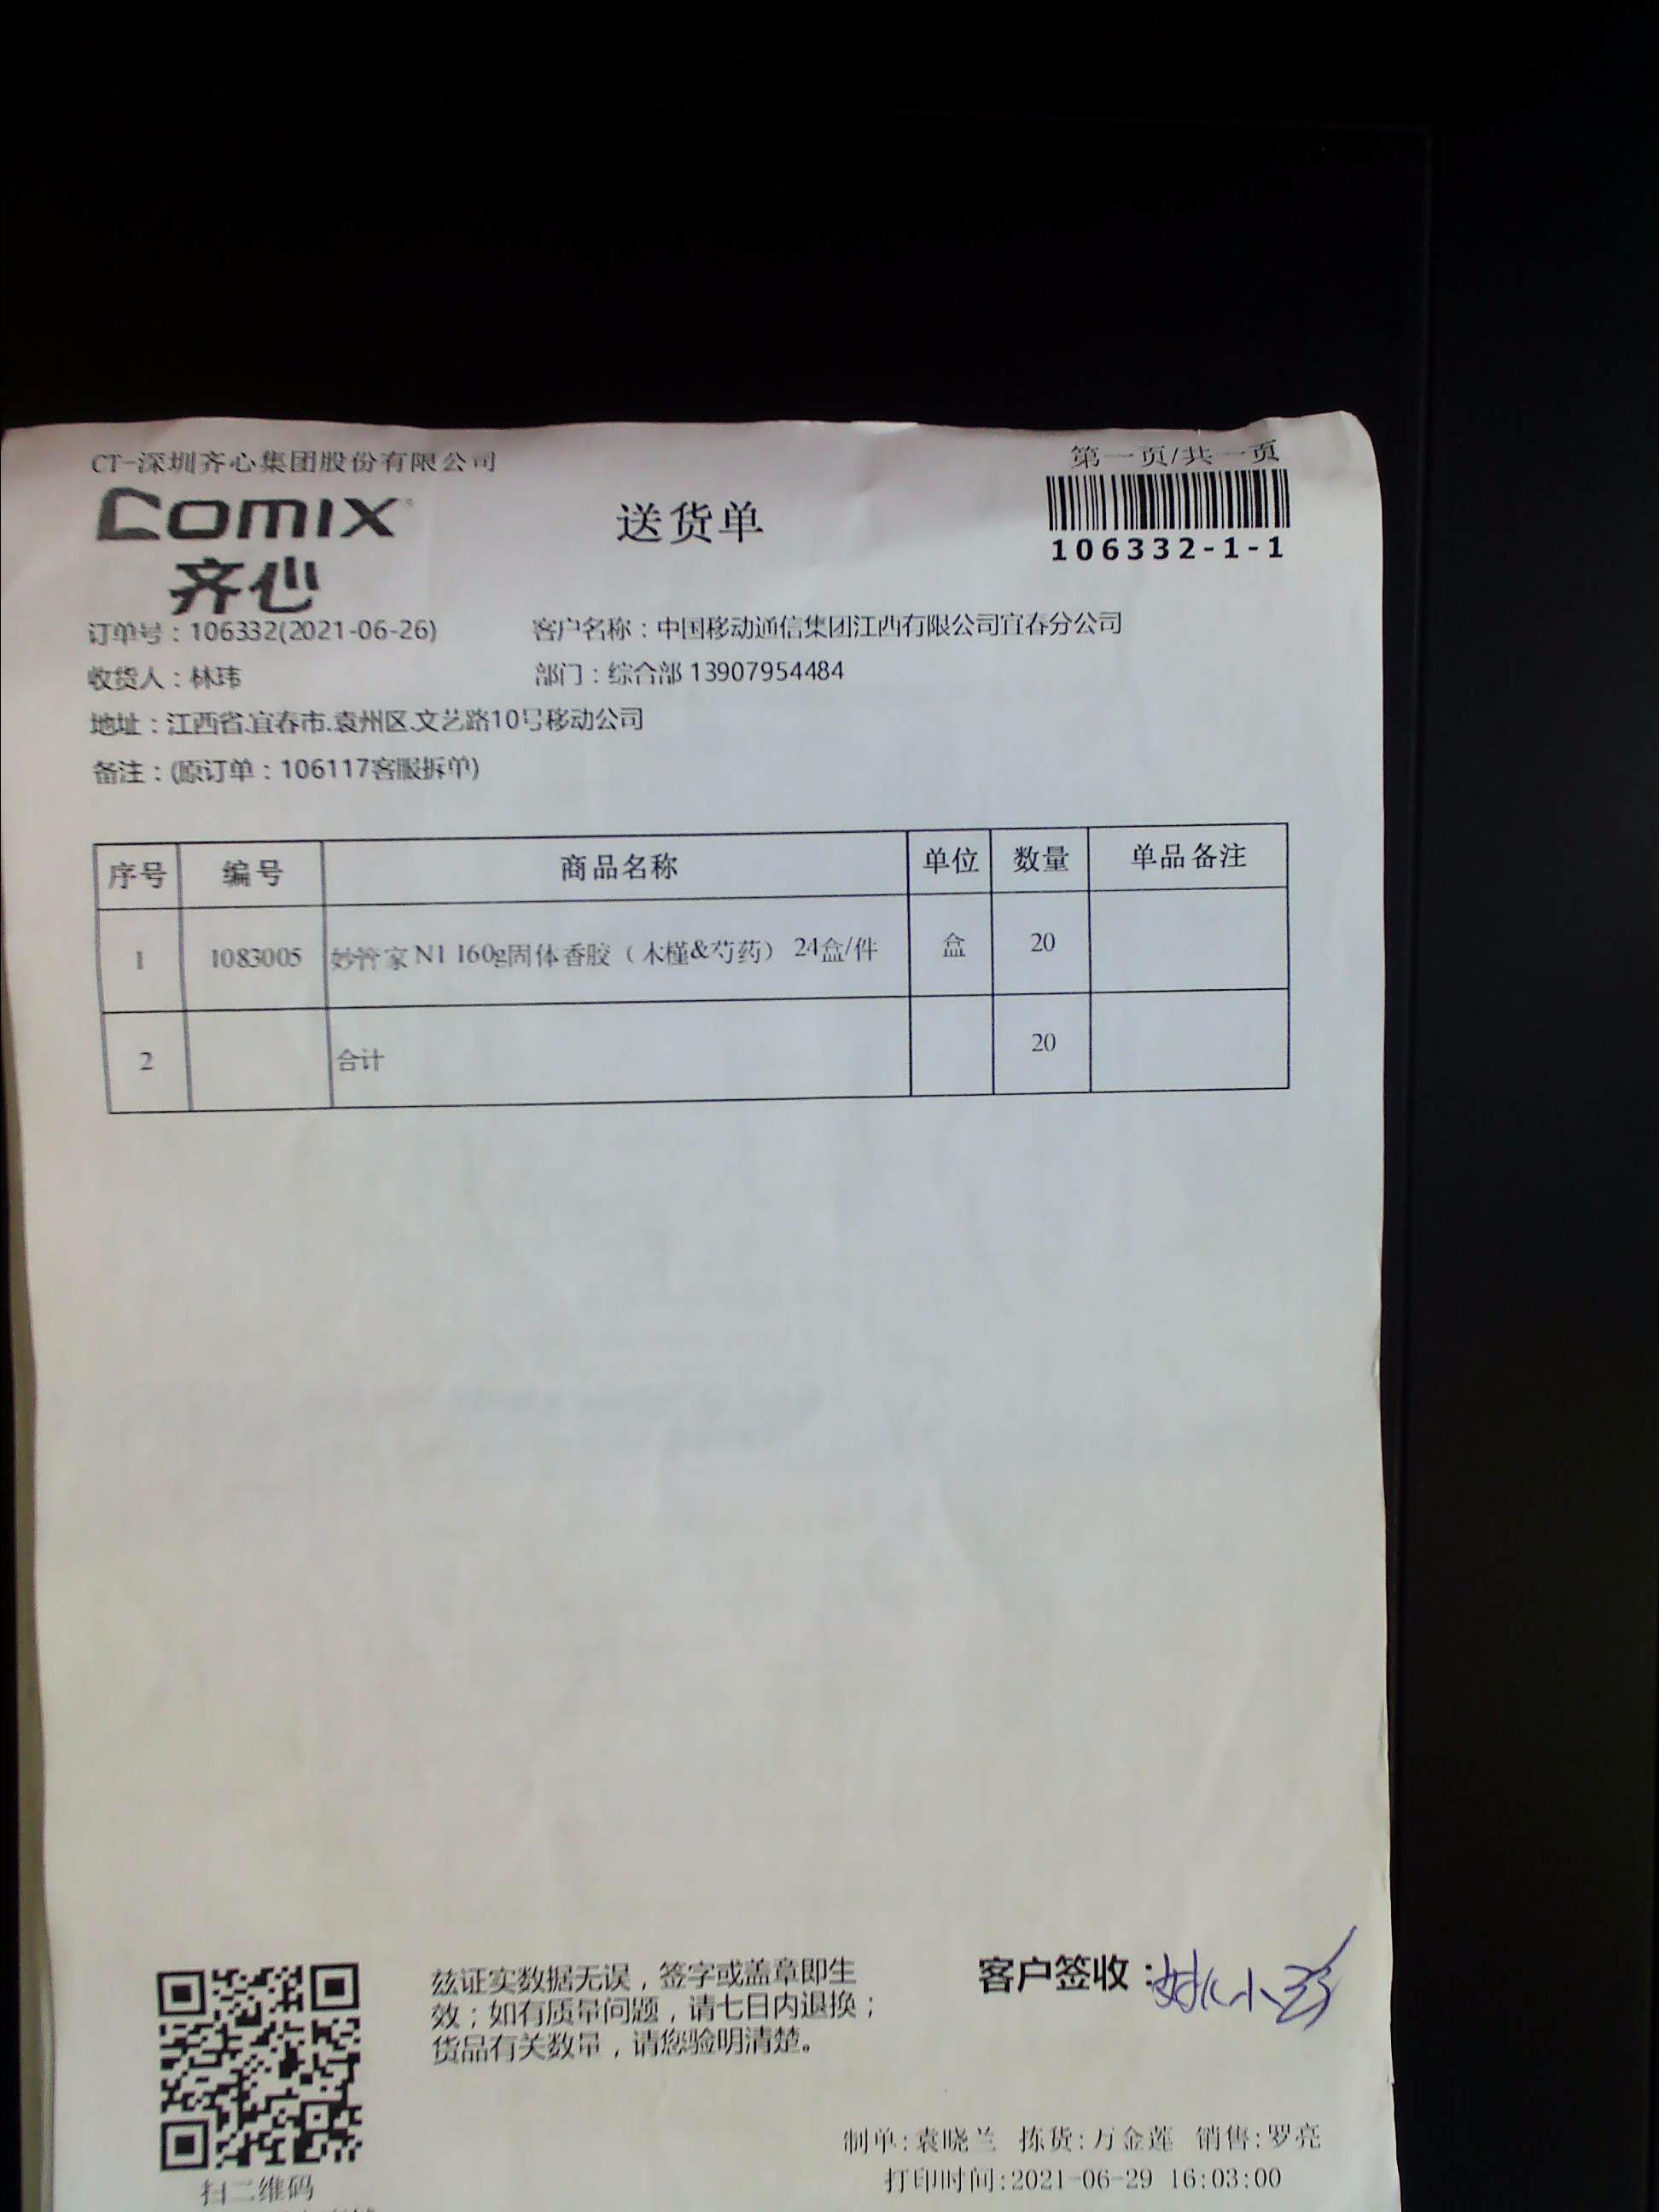 CT-深圳齐心集团股份有限公司
第一页/共一页
COMIX
齐心
送货单
106332-1-1
订单号：106332(2021-06-26)
客户名称：中国移动通信集团江西有限公司宜春分公司
收货人：林玮
部门：综合部 13907954484
地址：江西省.宜春市.袁州区.文艺路10号移动公司
备注：(原订单：106117客服拆单)
序号 编号 商品名称 单位 数量 单品备注
1 1083005 妙管家 N1 160g固体香胶（木槿&芍药） 24盒/件 盒 20
2 合计 20
兹证实数据无误，签字或盖章即生
效；如有质量问题，请七日内退换；
货品有关数量，请您验明清楚。
客户签收：
制单:袁晓兰 拣货:万金莲 销售:罗亮
打印时间:2021-06-29 16:03:00
扫二维码